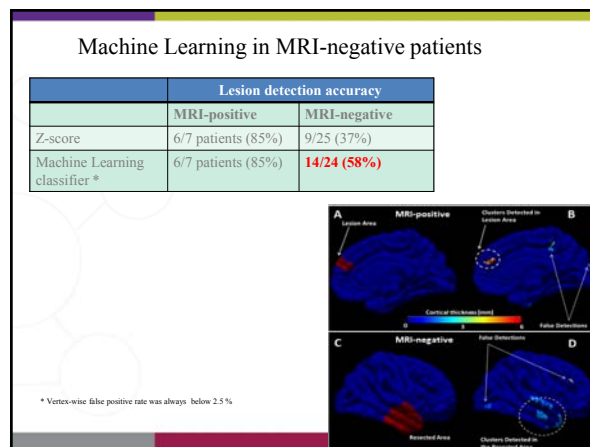 Machine Learning in MRI-negative patients
Lesion detection accuracy
MRI-positive MRI-negative
Z-score 6/7 patients (85%) 9/25 (37%)
Machine Learning 6/7 patients (85%) 14/24 (58%)
classifier *
A MRI-positive Clusters Detected in B
Lesion Area Lesion Area
Cortical thickness [mm]
0 3 6
False Detections
C MRI-negative False Detections D
Resected Area Clusters Detected in
the Resected Area
* Vertex-wise false positive rate was always below 2.5 %